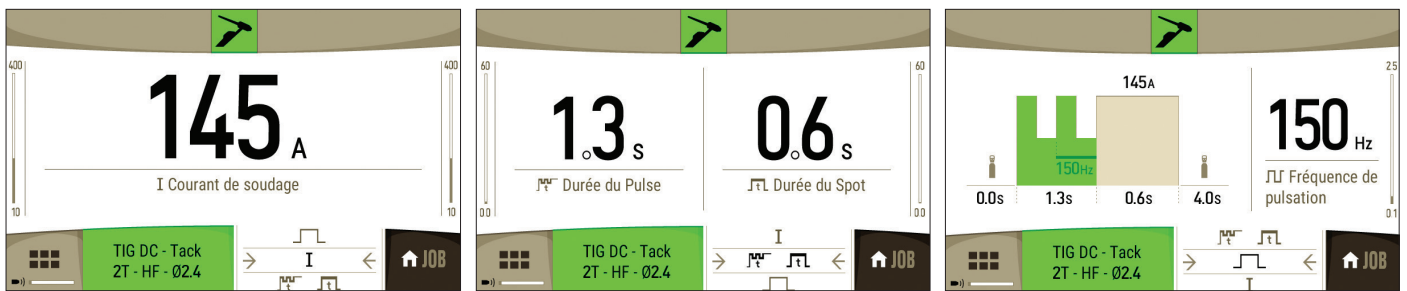 400
400
145 A
I Courant de soudage
10
10
TIG DC - Tack
2T - HF - Ø2.4
I
t
t
JOB
60
60
1.3 s
0.6 s
t Durée du Pulse
t Durée du Spot
0.0
0.0
TIG DC - Tack
2T - HF - Ø2.4
I
t
t
JOB
145A
25
150 Hz
150Hz
Fréquence de
pulsation
0.0s
1.3s
0.6s
4.0s
0.1
TIG DC - Tack
2T - HF - Ø2.4
t
t
I
JOB